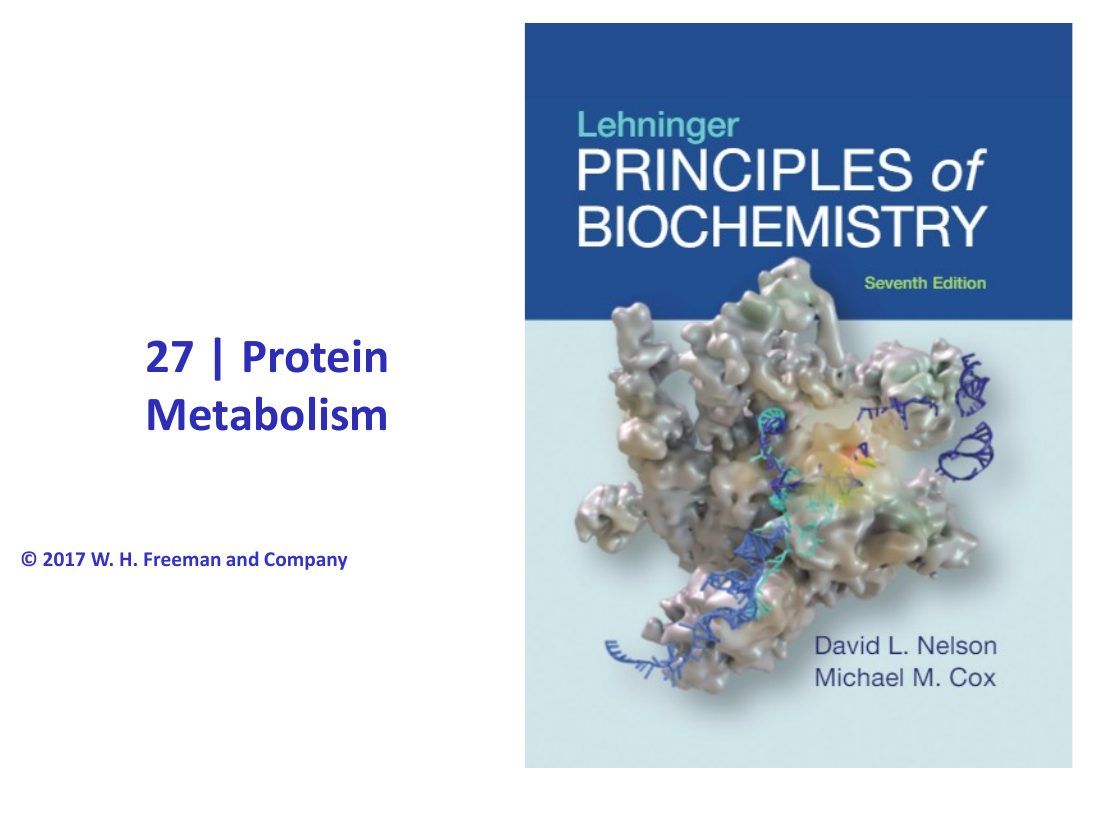 27 | Protein
Metabolism
© 2017 W. H. Freeman and Company
Lehninger
PRINCIPLES of
BIOCHEMISTRY
Seventh Edition
David L. Nelson
Michael M. Cox